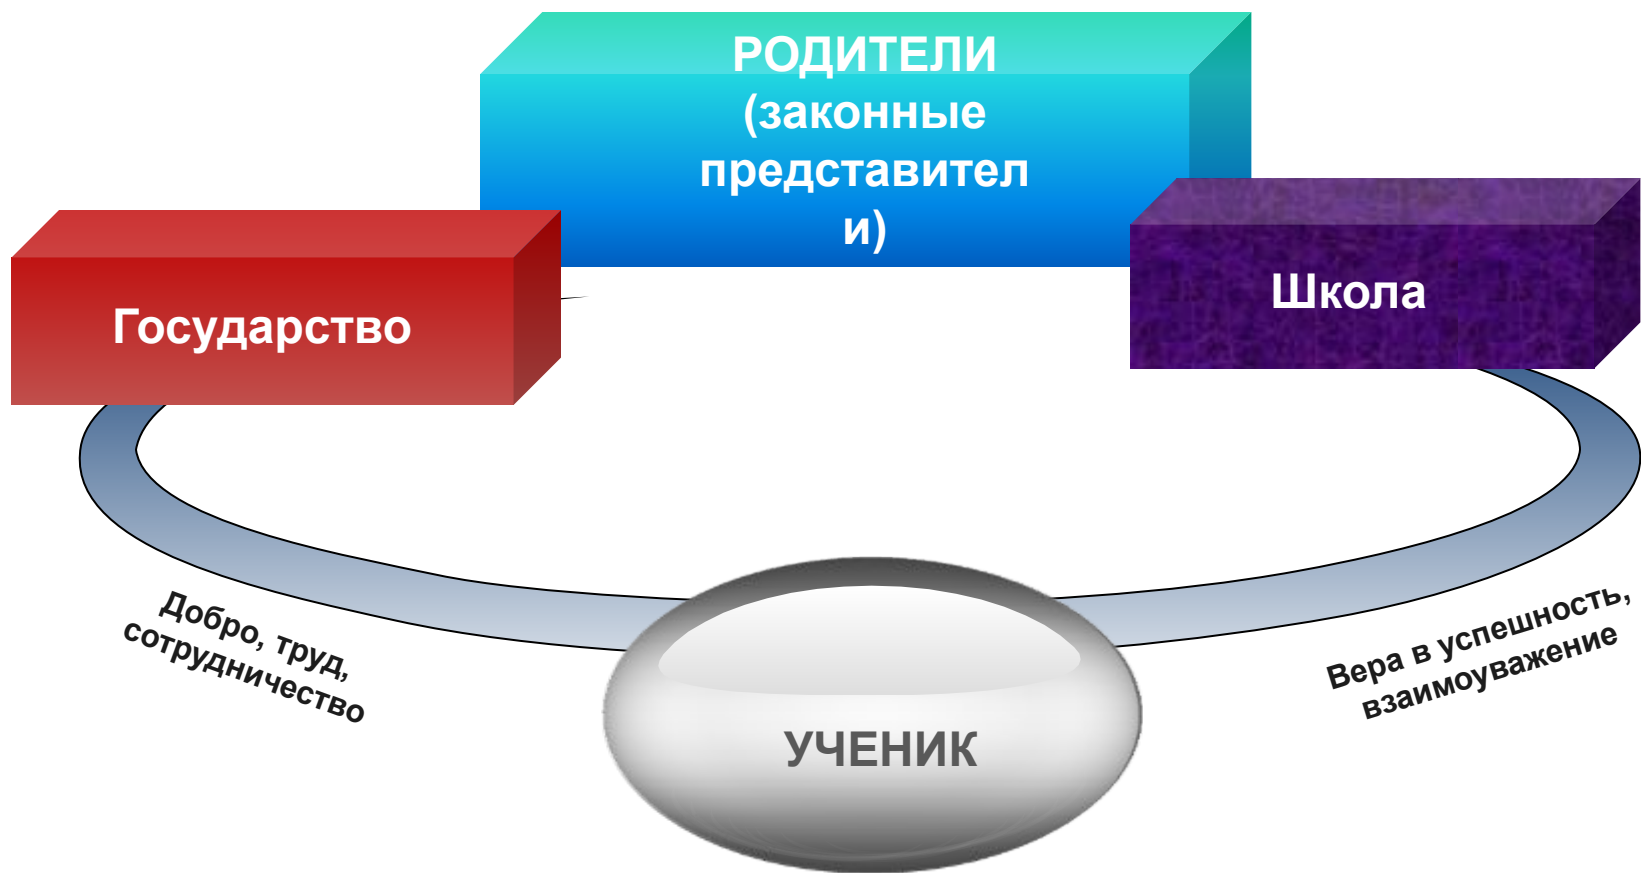 РОДИТЕЛИ
(законные
представител
и)
Государство
Школа
Добро, труд,
сотрудничество
Вера в успешность,
взаимоуважение
УЧЕНИК